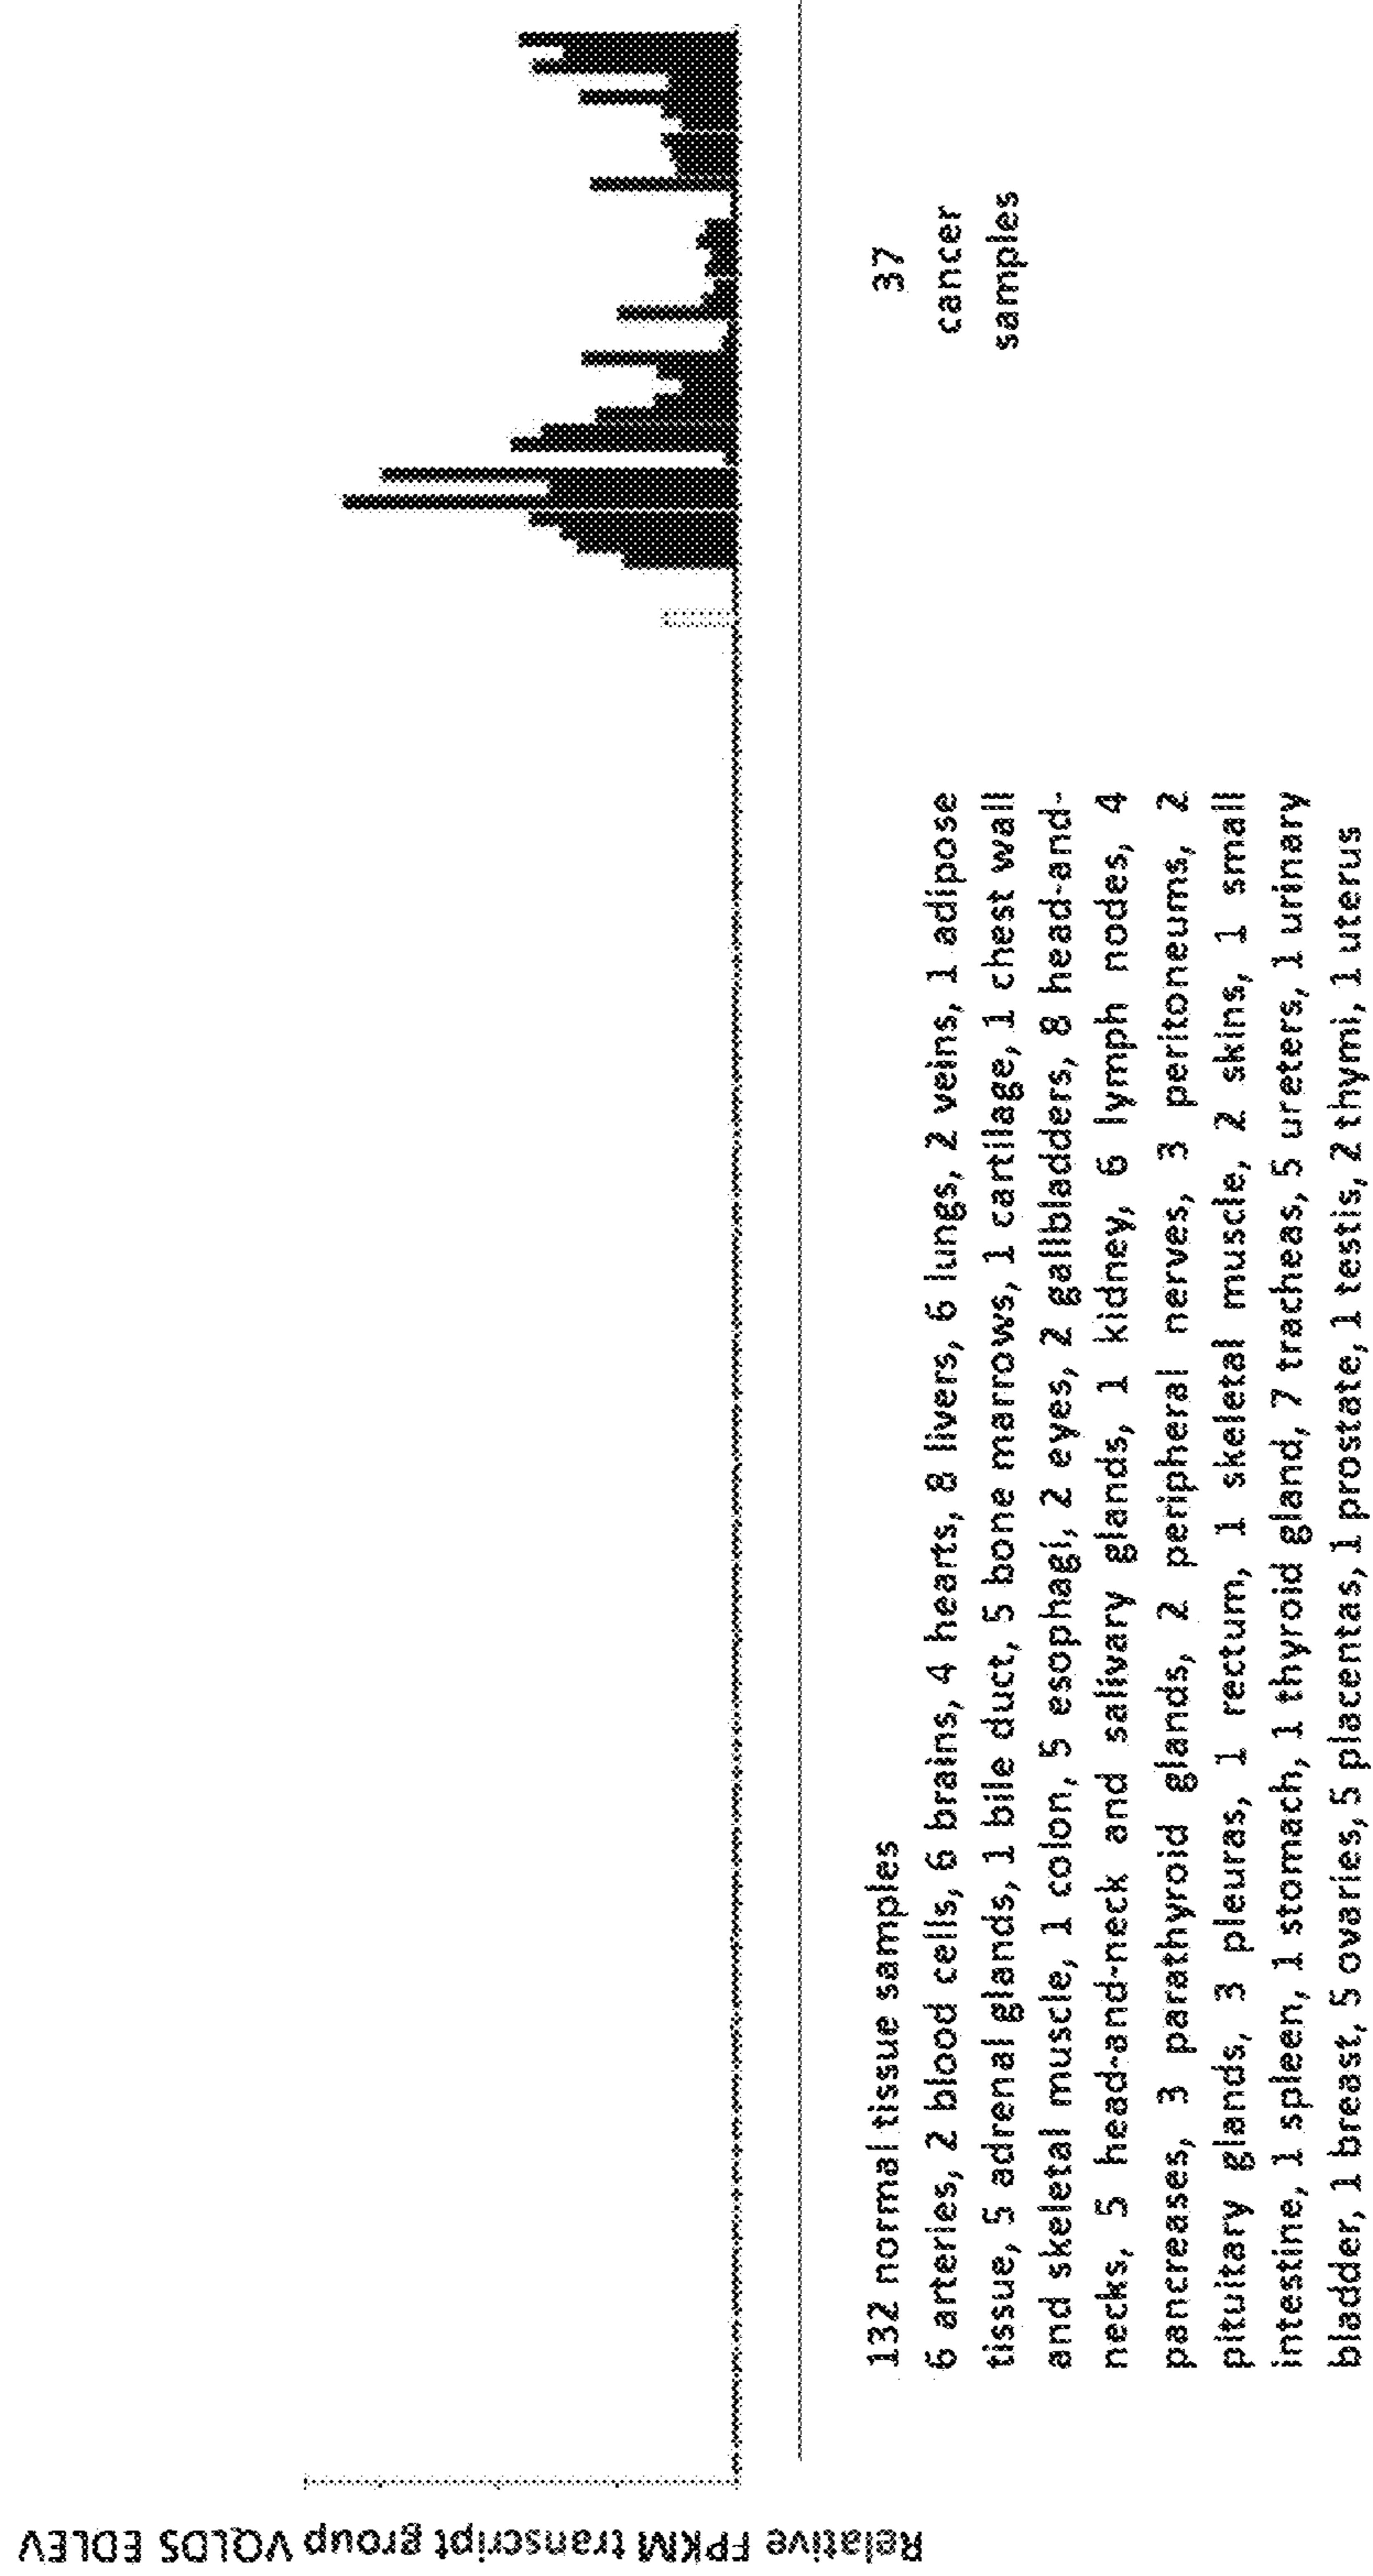 Relative FPKM transcript group VQLDS EDLEV
132 normal tissue samples
6 arteries, 2 blood cells, 6 brains, 4 hearts, 8 livers, 6 lungs, 2 veins, 1 adipose
tissue, 5 adrenal glands, 1 bile duct, 5 bone marrows, 1 cartilage, 1 chest wall
and skeletal muscle, 1 colon, 5 esophagi, 2 eyes, 2 gallbladders, 8 head-and-
necks, 5 head-and-neck and salivary glands, 1 kidney, 6 lymph nodes, 4
pancreases, 3 parathyroid glands, 2 peripheral nerves, 3 peritoneums, 2
pituitary glands, 3 pleuras, 1 rectum, 1 skeletal muscle, 2 skins, 1 small
intestine, 1 spleen, 1 stomach, 1 thyroid gland, 7 tracheas, 5 ureters, 1 urinary
bladder, 1 breast, 5 ovaries, 5 placentas, 1 prostate, 1 testis, 2 thymi, 1 uterus
37
cancer
samples